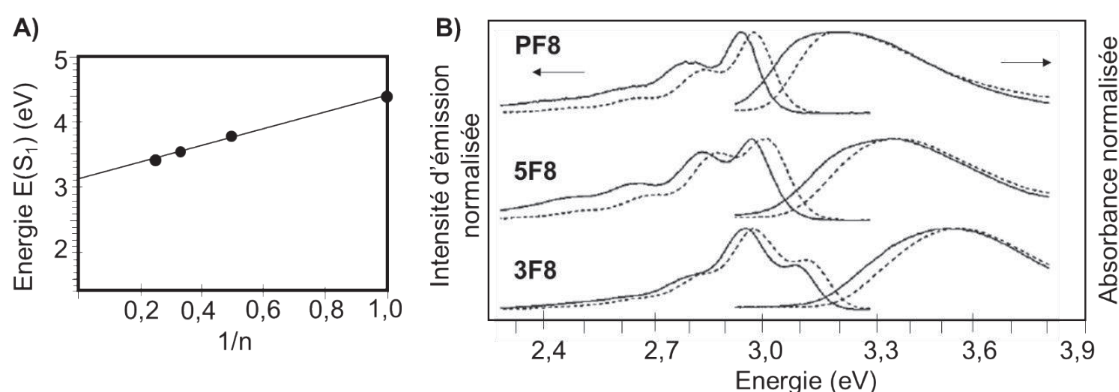 A)
Energie E(S₁) (eV)
5
4
3
2
0,2
0,4
0,6
0,8
1,0
1/n
B)
Intensité d'émission
normalisée
PF8
5F8
3F8
Absorbance normalisée
2,4
2,7
3,0
3,3
3,6
3,9
Energie (eV)